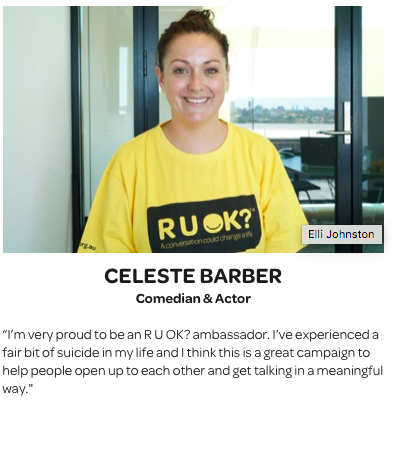 R U OK?
A conversation could change a life
rg.au
Elli Johnston
CELESTE BARBER
Comedian & Actor
“I’m very proud to be an R U OK? ambassador. I’ve experienced a
fair bit of suicide in my life and I think this is a great campaign to
help people open up to each other and get talking in a meaningful
way."